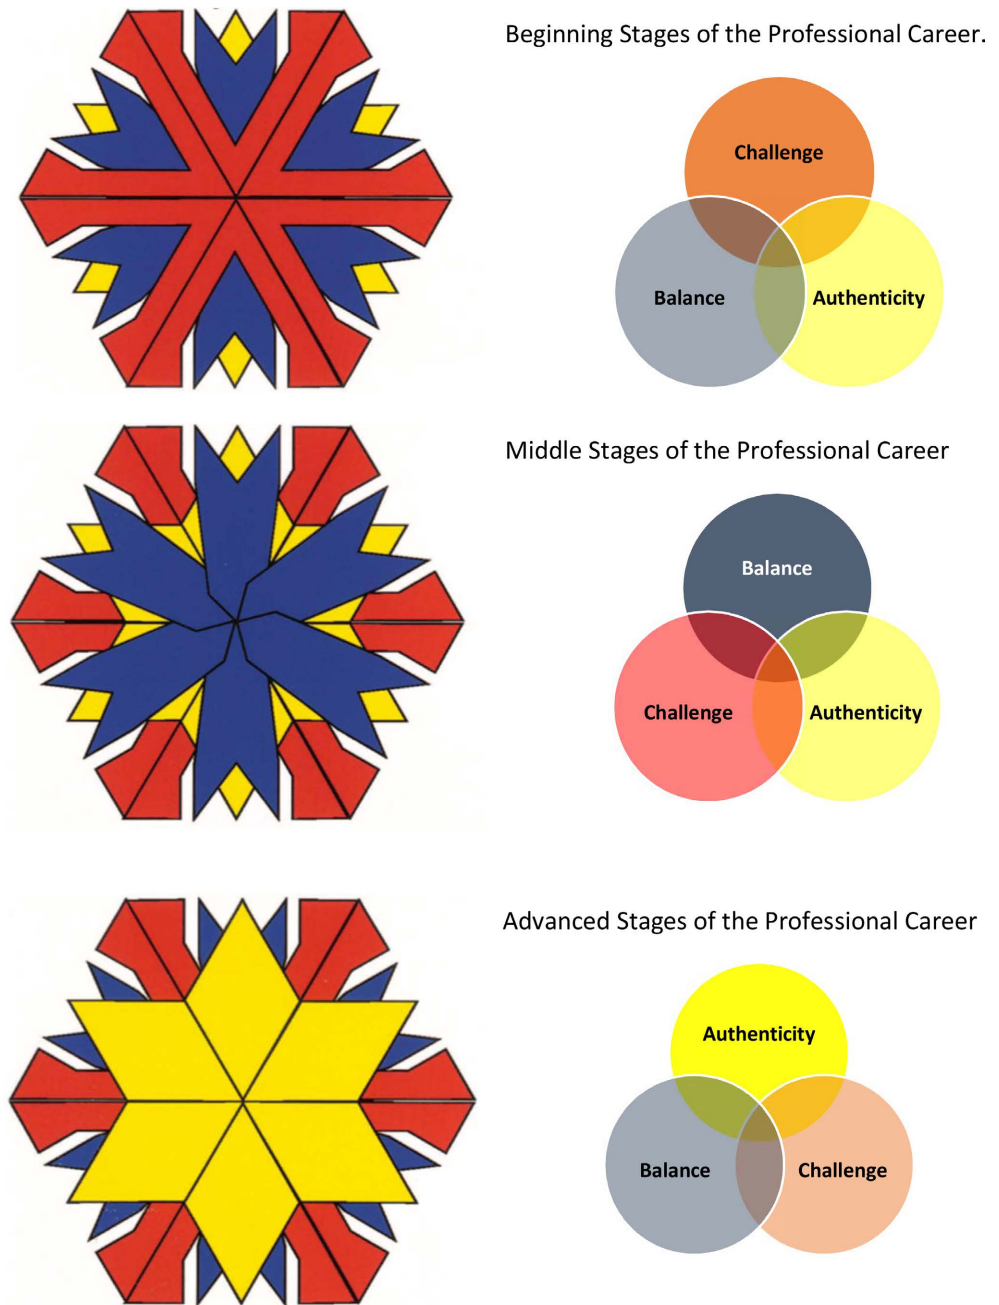 Beginning Stages of the Professional Career.
Challenge
Balance
Authenticity
Middle Stages of the Professional Career
Balance
Challenge
Authenticity
Advanced Stages of the Professional Career
Authenticity
Balance
Challenge